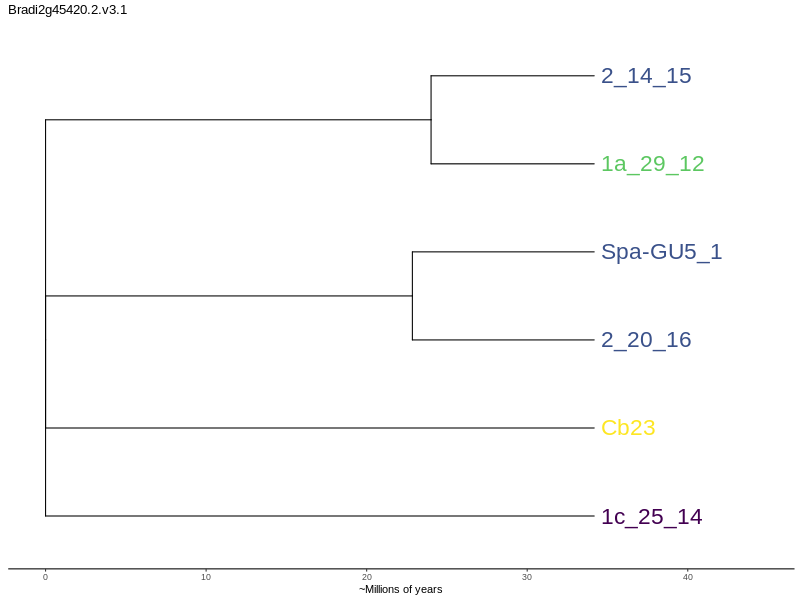 Bradi2g45420.2.v3.1
2_14_15
1a_29_12
Spa-GU5_1
2_20_16
Cb23
1c_25_14
0 10 20 30 40
~Millions of years